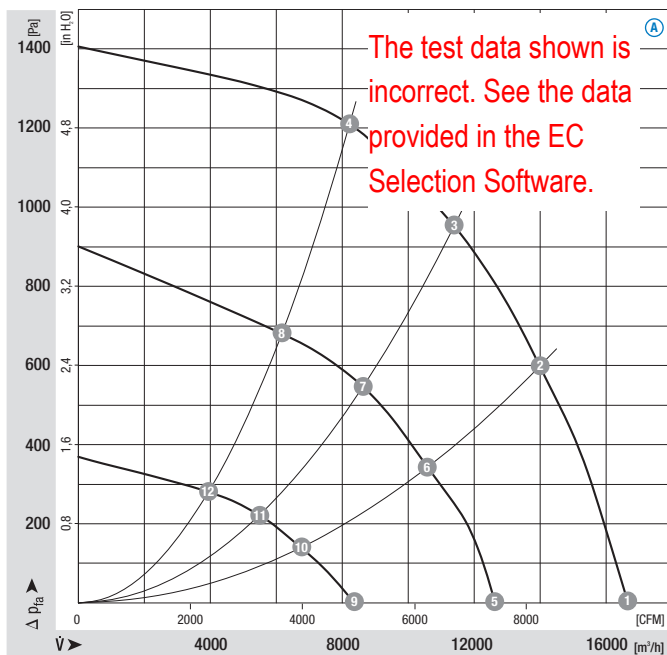 [Pa]
[in H₂O]
A
The test data shown is
incorrect. See the data
provided in the EC
Selection Software.
1400
1200
1000
800
600
400
200
4,8
4,0
3,2
2,4
1,6
0,8
4
3
8
2
7
6
12
11
10
9
5
1
Δ pfa ➤
0 2000 4000 6000 8000 [CFM]
V̇ ➤ 4000 8000 12000 16000 [m³/h]